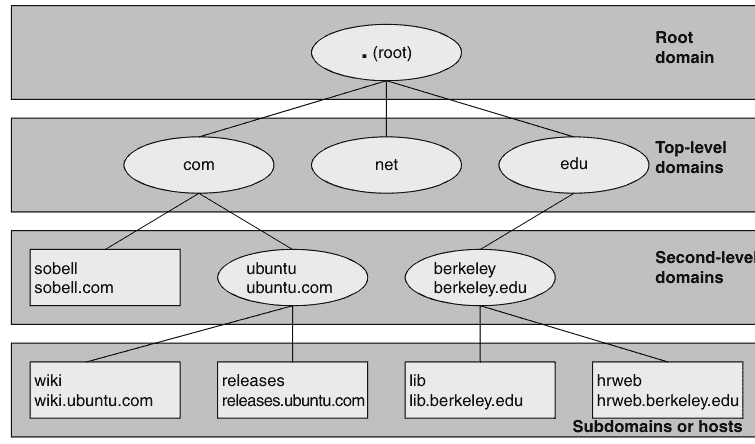 . (root)
Root
domain
com
net
edu
Top-level
domains
sobell
sobell.com
ubuntu
ubuntu.com
berkeley
berkeley.edu
Second-level
domains
wiki
wiki.ubuntu.com
releases
releases.ubuntu.com
lib
lib.berkeley.edu
hrweb
hrweb.berkeley.edu
Subdomains or hosts